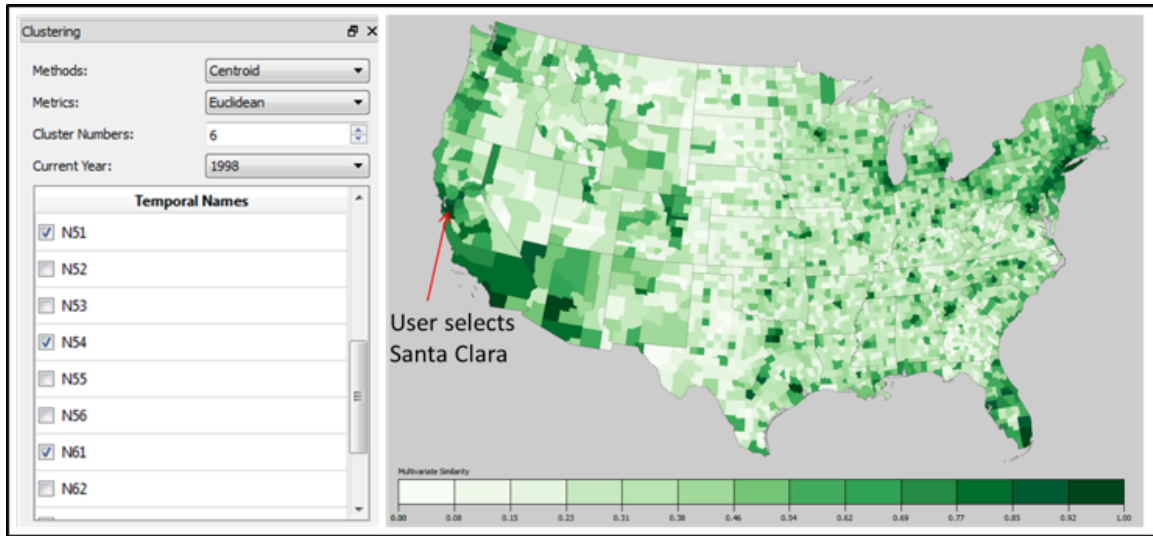 Clustering
Methods: Centroid
Metrics: Euclidean
Cluster Numbers: 6
Current Year: 1998
Temporal Names
N51
N52
N53
N54
N55
N56
N61
N62
User selects
Santa Clara
Multivariate Similarity
0.00 0.08 0.15 0.23 0.31 0.38 0.46 0.54 0.62 0.69 0.77 0.85 0.92 1.00